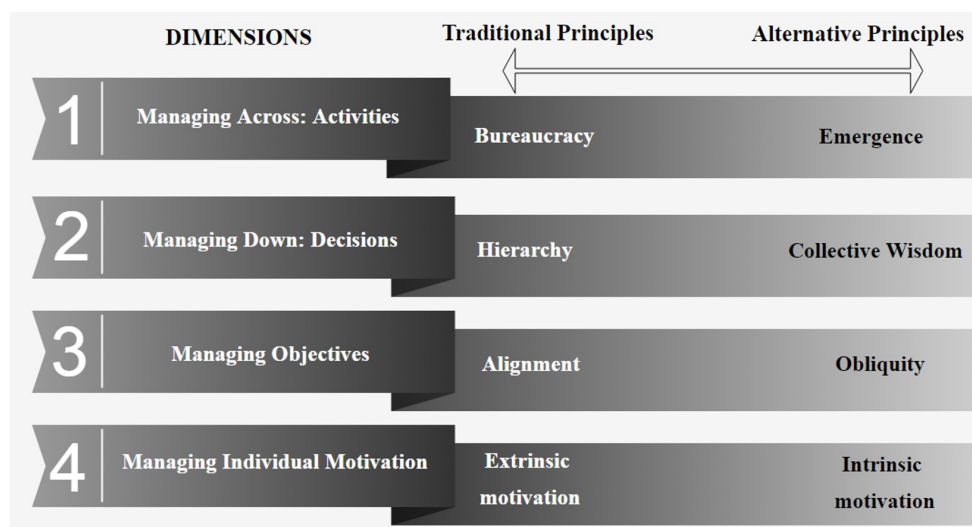 DIMENSIONS
Traditional Principles
Alternative Principles
1
Managing Across: Activities
Bureaucracy
Emergence
2
Managing Down: Decisions
Hierarchy
Collective Wisdom
3
Managing Objectives
Alignment
Obliquity
4
Managing Individual Motivation
Extrinsic
motivation
Intrinsic
motivation